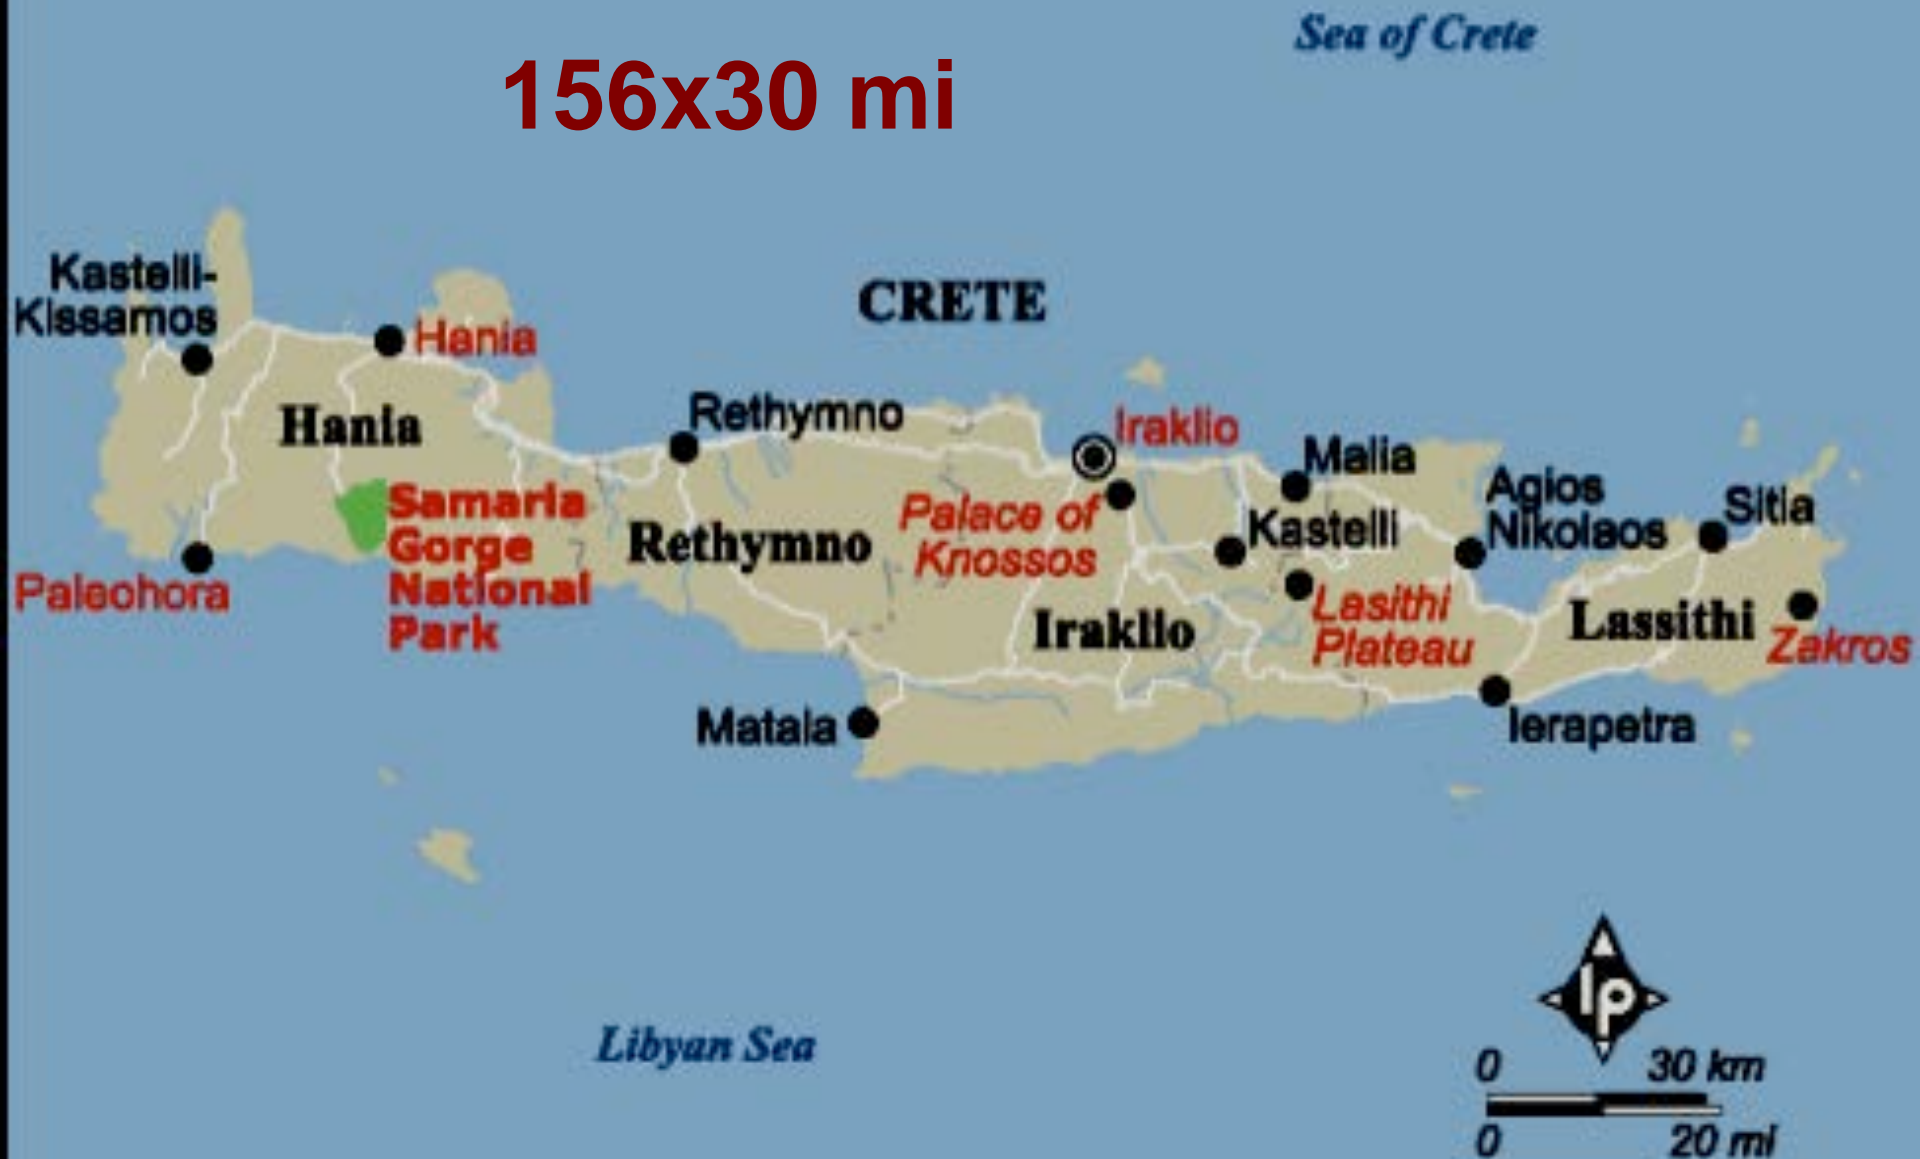 Sea of Crete
156x30 mi
Kastelli-
Kissamos
CRETE
Hania
Hania
Rethymno
Iraklio
Malia
Agios
Nikolaos
Sitia
Samaria
Gorge
National
Park
Rethymno
Palace of
Knossos
Kastelli
Paleohora
Iraklio
Lasithi
Plateau
Lassithi
Zakros
Matala
Ierapetra
Libyan Sea
lp
0 30 km
0 20 mi